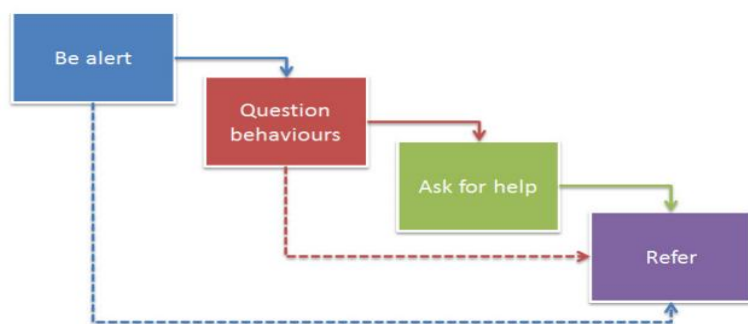 Be alert
Question
behaviours
Ask for help
Refer